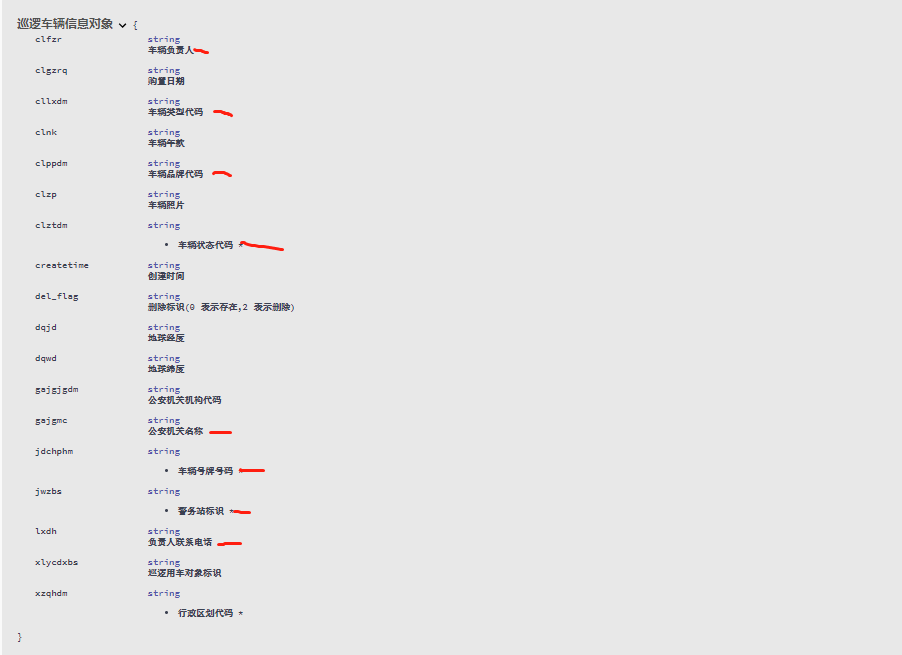 巡逻车辆信息对象 {
clfzr string
车辆负责人
clgzrq string
购置日期
cllxdm string
车辆类型代码
clnk string
车辆年款
clppdm string
车辆品牌代码
clzp string
车辆照片
clztdm string
• 车辆状态代码 *
createtime string
创建时间
del_flag string
删除标识(0 表示存在,2 表示删除)
dqjd string
地球经度
dqwd string
地球纬度
gajgjgdm string
公安机关机构代码
gajgmc string
公安机关名称
jdchphm string
• 车辆号牌号码 *
jwzbs string
• 警务站标识 *
lxdh string
负责人联系电话
xlycdxbs string
巡逻用车对象标识
xzqhdm string
• 行政区划代码 *
}